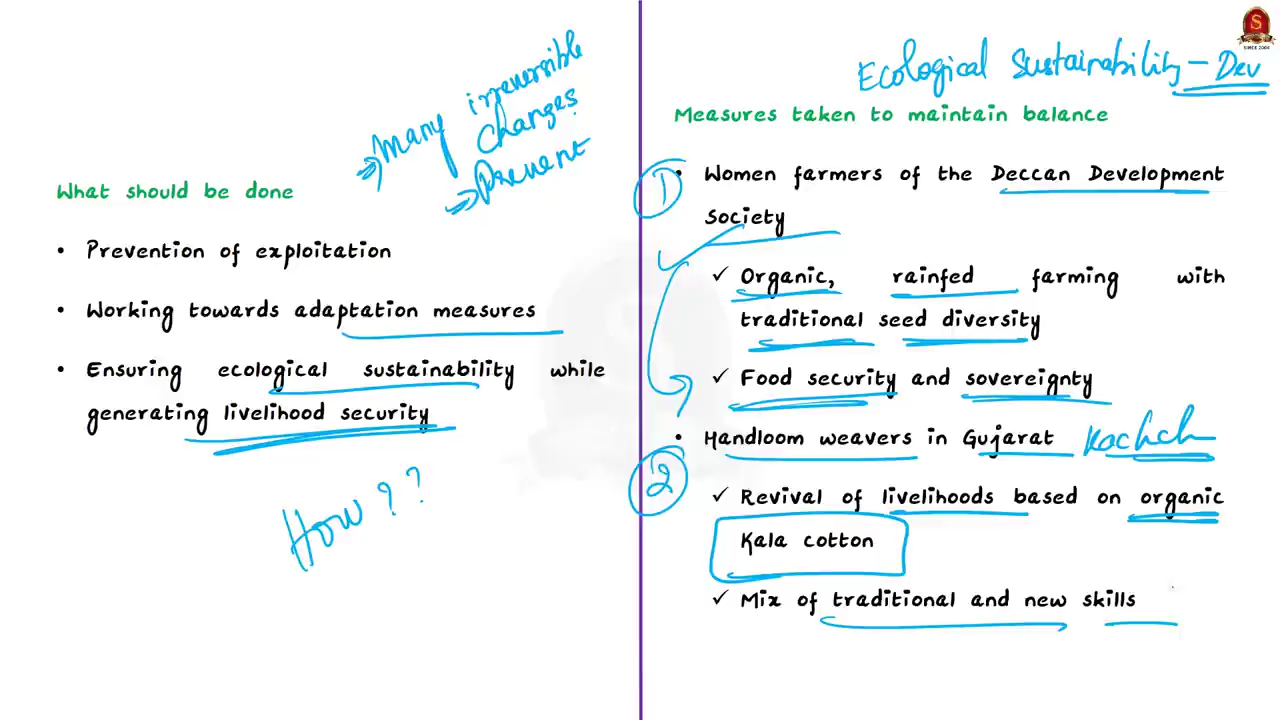 Many irreversible
changes
Prevent
What should be done
• Prevention of exploitation
• Working towards adaptation measures
• Ensuring ecological sustainability while
generating livelihood security
How??
S
SINCE 2004
Ecological Sustainability - Dev
Measures taken to maintain balance
1
• Women farmers of the Deccan Development
Society
✓ Organic, rainfed farming with
traditional seed diversity
✓ Food security and sovereignty
2
• Handloom weavers in Gujarat Kachch
✓ Revival of livelihoods based on organic
Kala cotton
✓ Mix of traditional and new skills